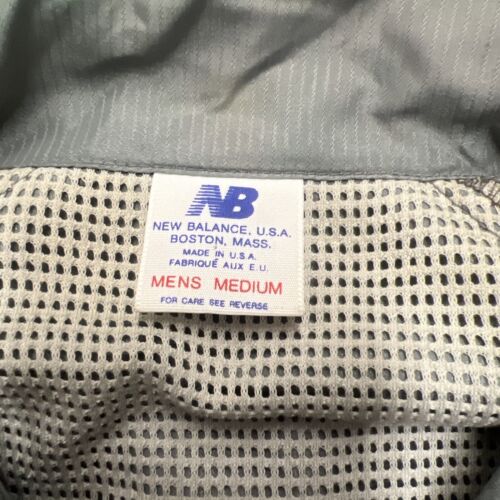 NB
NEW BALANCE, U.S.A.
BOSTON, MASS.
MADE IN U.S.A.
FABRIQUÉ AUX E.U.
MENS MEDIUM
FOR CARE SEE REVERSE